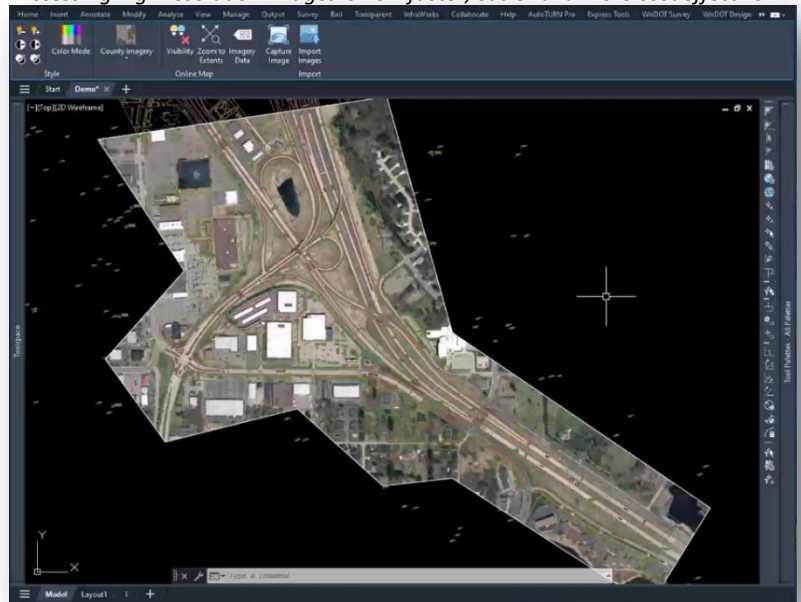 Home Insert Annotate Modify Analyze View Manage Output Survey Rail Transparent InfraWorks Collaborate Help AutoTURN Pro Express Tools WisDOT Survey WisDOT Design
Color Mode
County Imagery
Visibility Zoom to Extents Imagery Data Capture Image Import Images
Style Online Map Import
Start Demo* × +
[−][Top][2D Wireframe]
Toolspace
Tool Palettes - All Palettes
Y
X
Type a command
Model Layout1 1 +